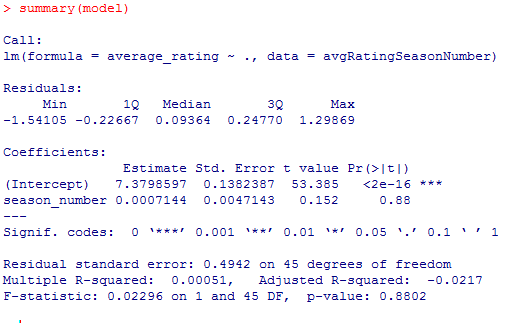 > summary(model)
Call:
lm(formula = average_rating ~ ., data = avgRatingSeasonNumber)
Residuals:
     Min       1Q   Median       3Q      Max
-1.54105 -0.22667  0.09364  0.24770  1.29869
Coefficients:
               Estimate Std. Error t value Pr(>|t|)
(Intercept)   7.3798597  0.1382387  53.385   <2e-16 ***
season_number 0.0007144  0.0047143   0.152     0.88
---
Signif. codes:  0 ‘***’ 0.001 ‘**’ 0.01 ‘*’ 0.05 ‘.’ 0.1 ‘ ’ 1
Residual standard error: 0.4942 on 45 degrees of freedom
Multiple R-squared:  0.00051,	Adjusted R-squared:  -0.0217
F-statistic: 0.02296 on 1 and 45 DF,  p-value: 0.8802